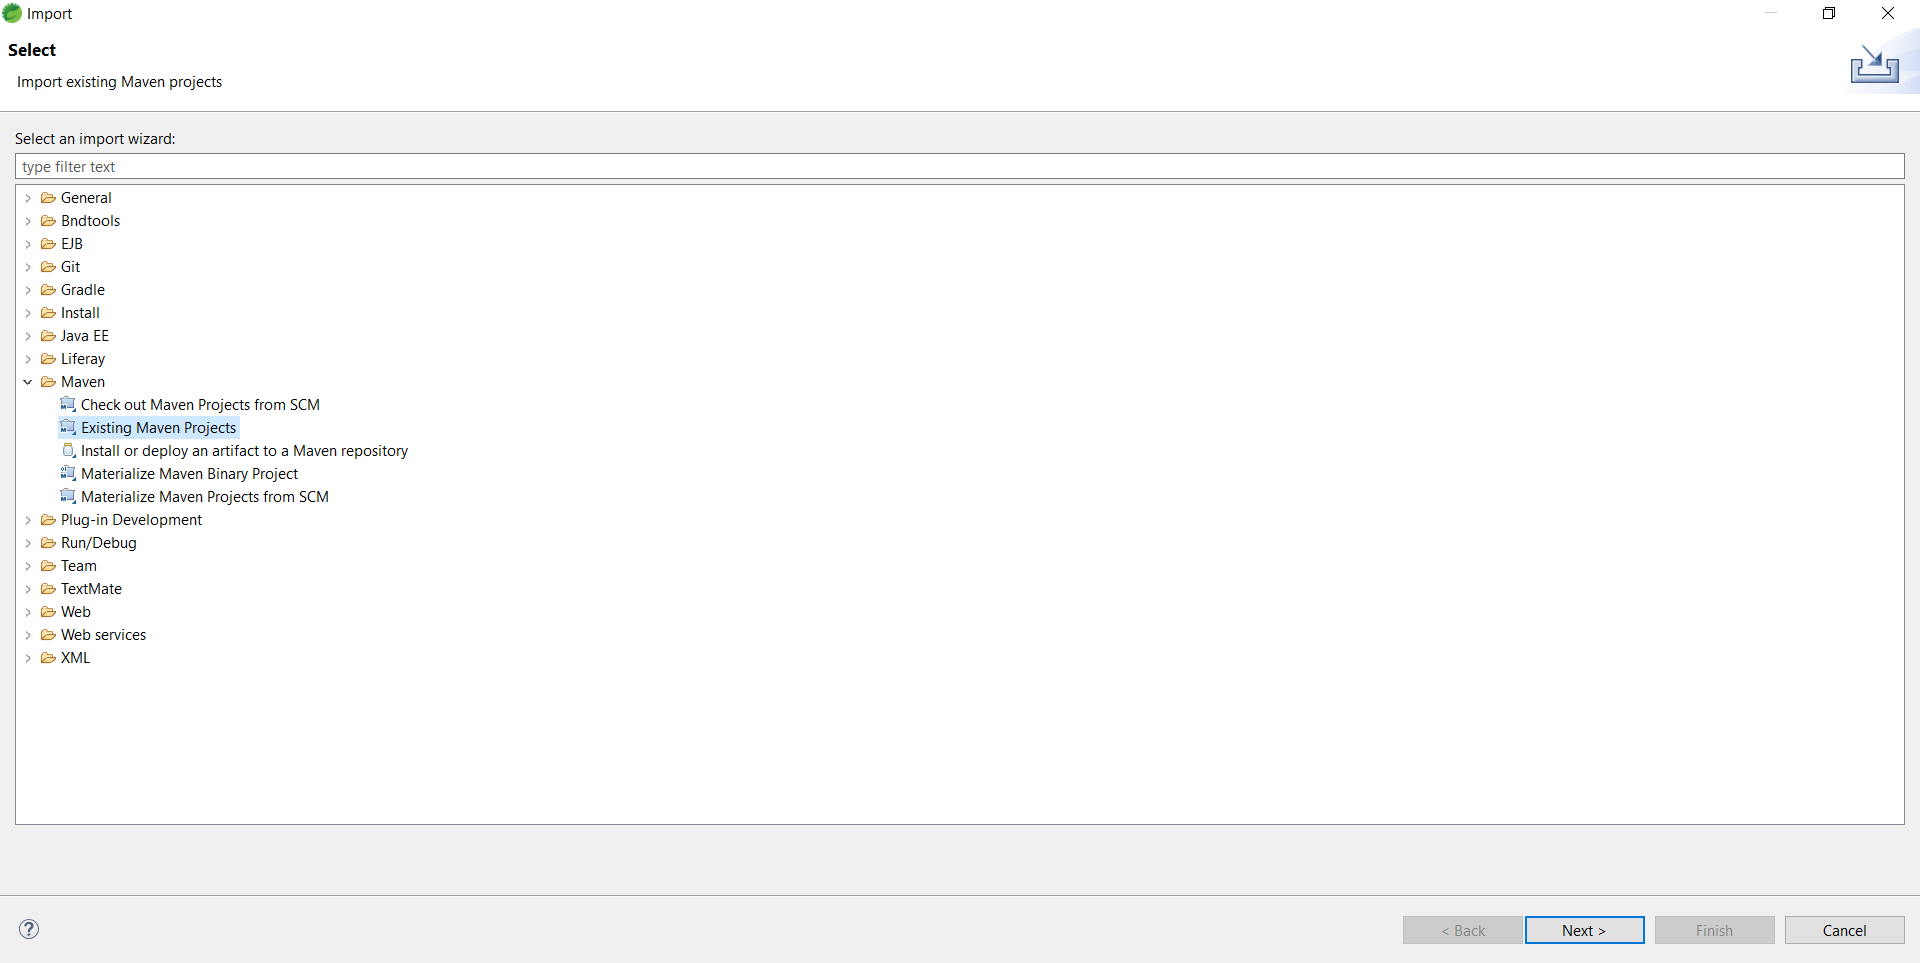 Import
Select
Import existing Maven projects
Select an import wizard:
type filter text
General
Bndtools
EJB
Git
Gradle
Install
Java EE
Liferay
Maven
Check out Maven Projects from SCM
Existing Maven Projects
Install or deploy an artifact to a Maven repository
Materialize Maven Binary Project
Materialize Maven Projects from SCM
Plug-in Development
Run/Debug
Team
TextMate
Web
Web services
XML
? < Back Next > Finish Cancel